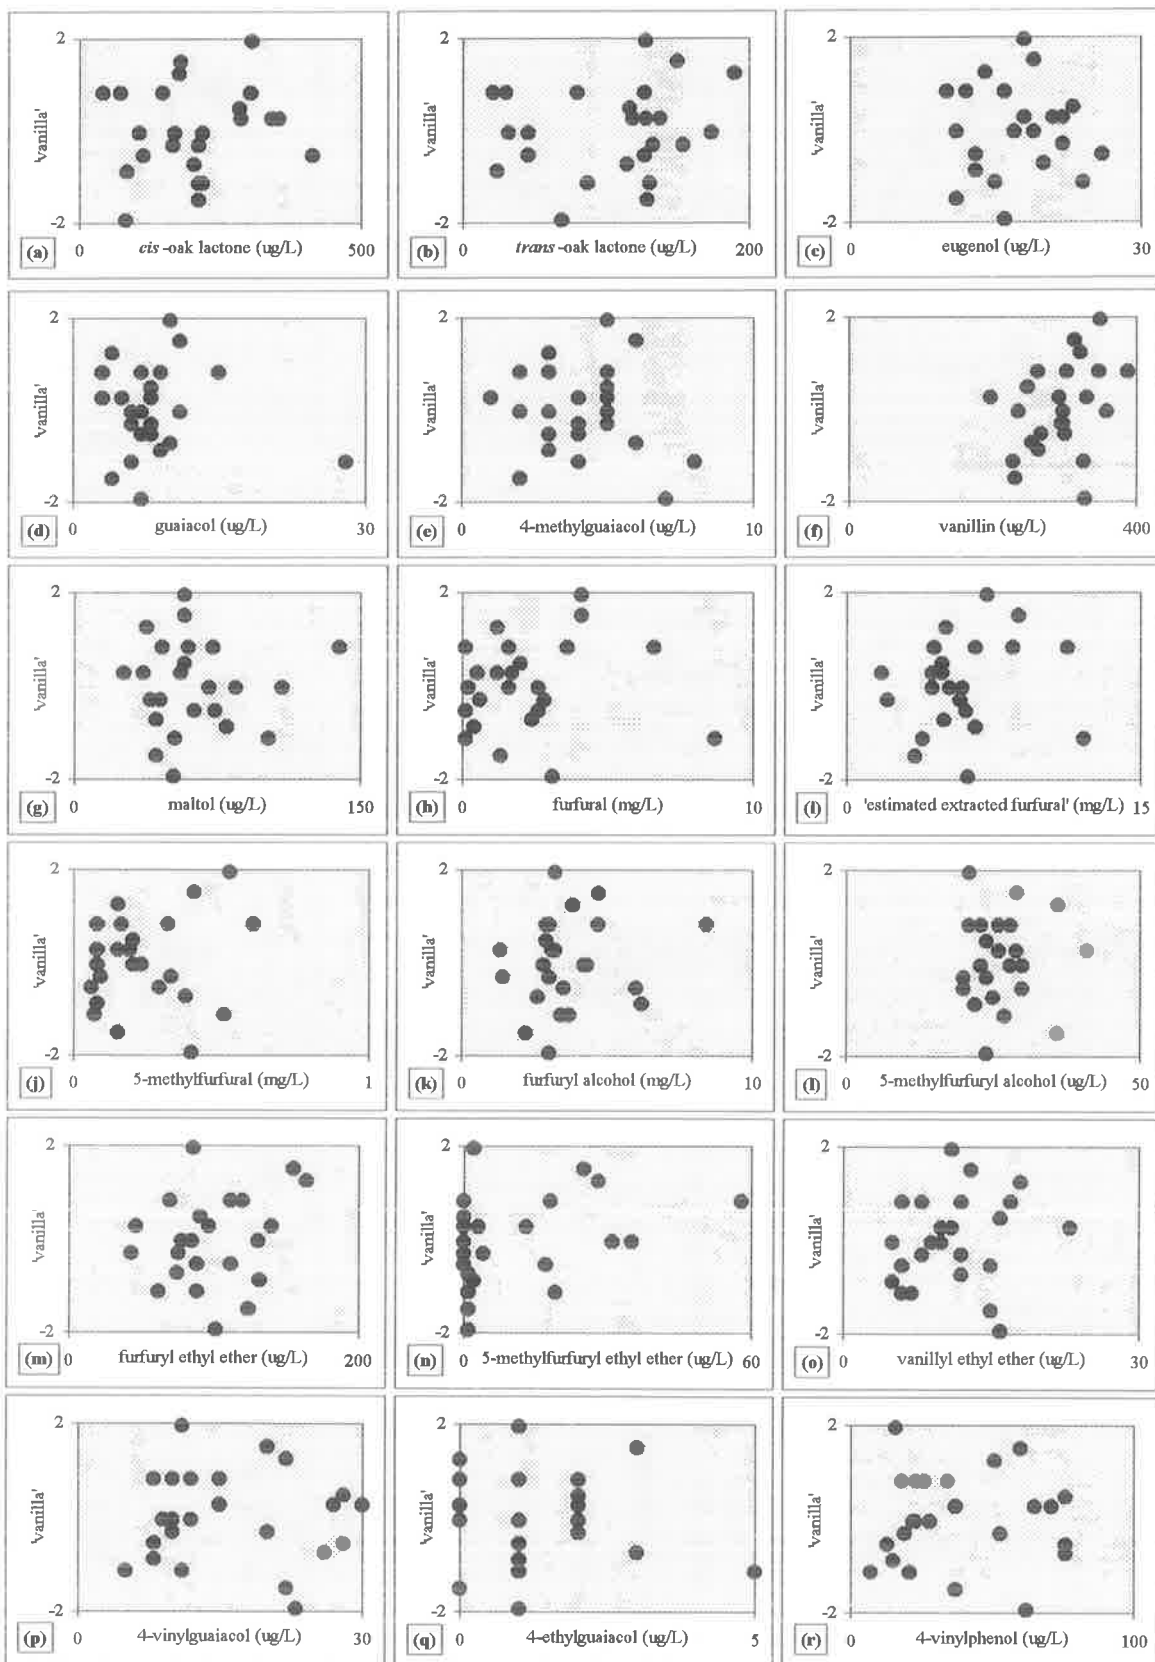 2
'vanilla'
-2
0
500
(a)
cis -oak lactone (ug/L)
2
'vanilla'
-2
0
200
(b)
trans -oak lactone (ug/L)
2
'vanilla'
-2
0
30
(c)
eugenol (ug/L)
2
'vanilla'
-2
0
30
(d)
guaiacol (ug/L)
2
'vanilla'
-2
0
10
(e)
4-methylguaiacol (ug/L)
2
'vanilla'
-2
0
400
(f)
vanillin (ug/L)
2
'vanilla'
-2
0
150
(g)
maltol (ug/L)
2
'vanilla'
-2
0
10
(h)
furfural (mg/L)
2
'vanilla'
-2
0
15
(i)
'estimated extracted furfural' (mg/L)
2
'vanilla'
-2
0
1
(j)
5-methylfurfural (mg/L)
2
'vanilla'
-2
0
10
(k)
furfuryl alcohol (mg/L)
2
'vanilla'
-2
0
50
(l)
5-methylfurfuryl alcohol (ug/L)
2
'vanilla'
-2
0
200
(m)
furfuryl ethyl ether (ug/L)
2
'vanilla'
-2
0
60
(n)
5-methylfurfuryl ethyl ether (ug/L)
2
'vanilla'
-2
0
30
(o)
vanillyl ethyl ether (ug/L)
2
'vanilla'
-2
0
30
(p)
4-vinylguaiacol (ug/L)
2
'vanilla'
-2
0
5
(q)
4-ethylguaiacol (ug/L)
2
'vanilla'
-2
0
100
(r)
4-vinylphenol (ug/L)